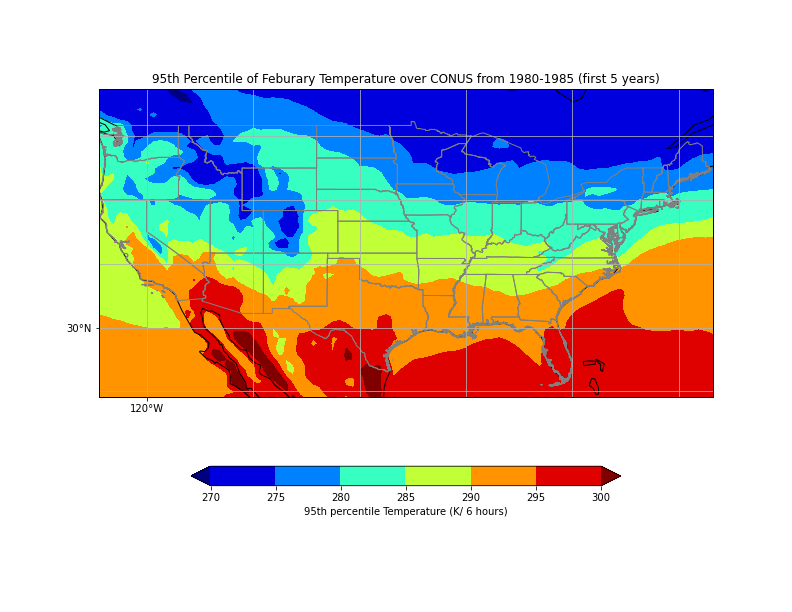 95th Percentile of Feburary Temperature over CONUS from 1980-1985 (first 5 years)
30°N
120°W
270 275 280 285 290 295 300
95th percentile Temperature (K/ 6 hours)